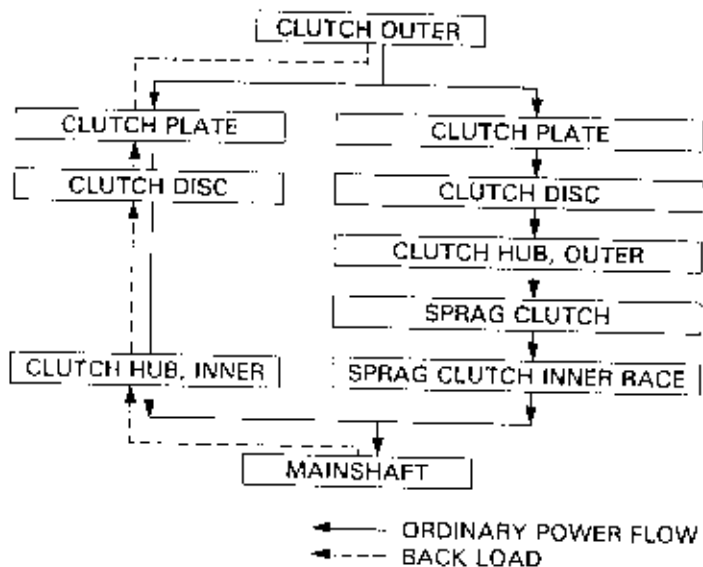 CLUTCH OUTER
CLUTCH PLATE
CLUTCH PLATE
CLUTCH DISC
CLUTCH DISC
CLUTCH HUB, OUTER
SPRAG CLUTCH
CLUTCH HUB, INNER
SPRAG CLUTCH INNER RACE
MAINSHAFT
ORDINARY POWER FLOW
BACK LOAD